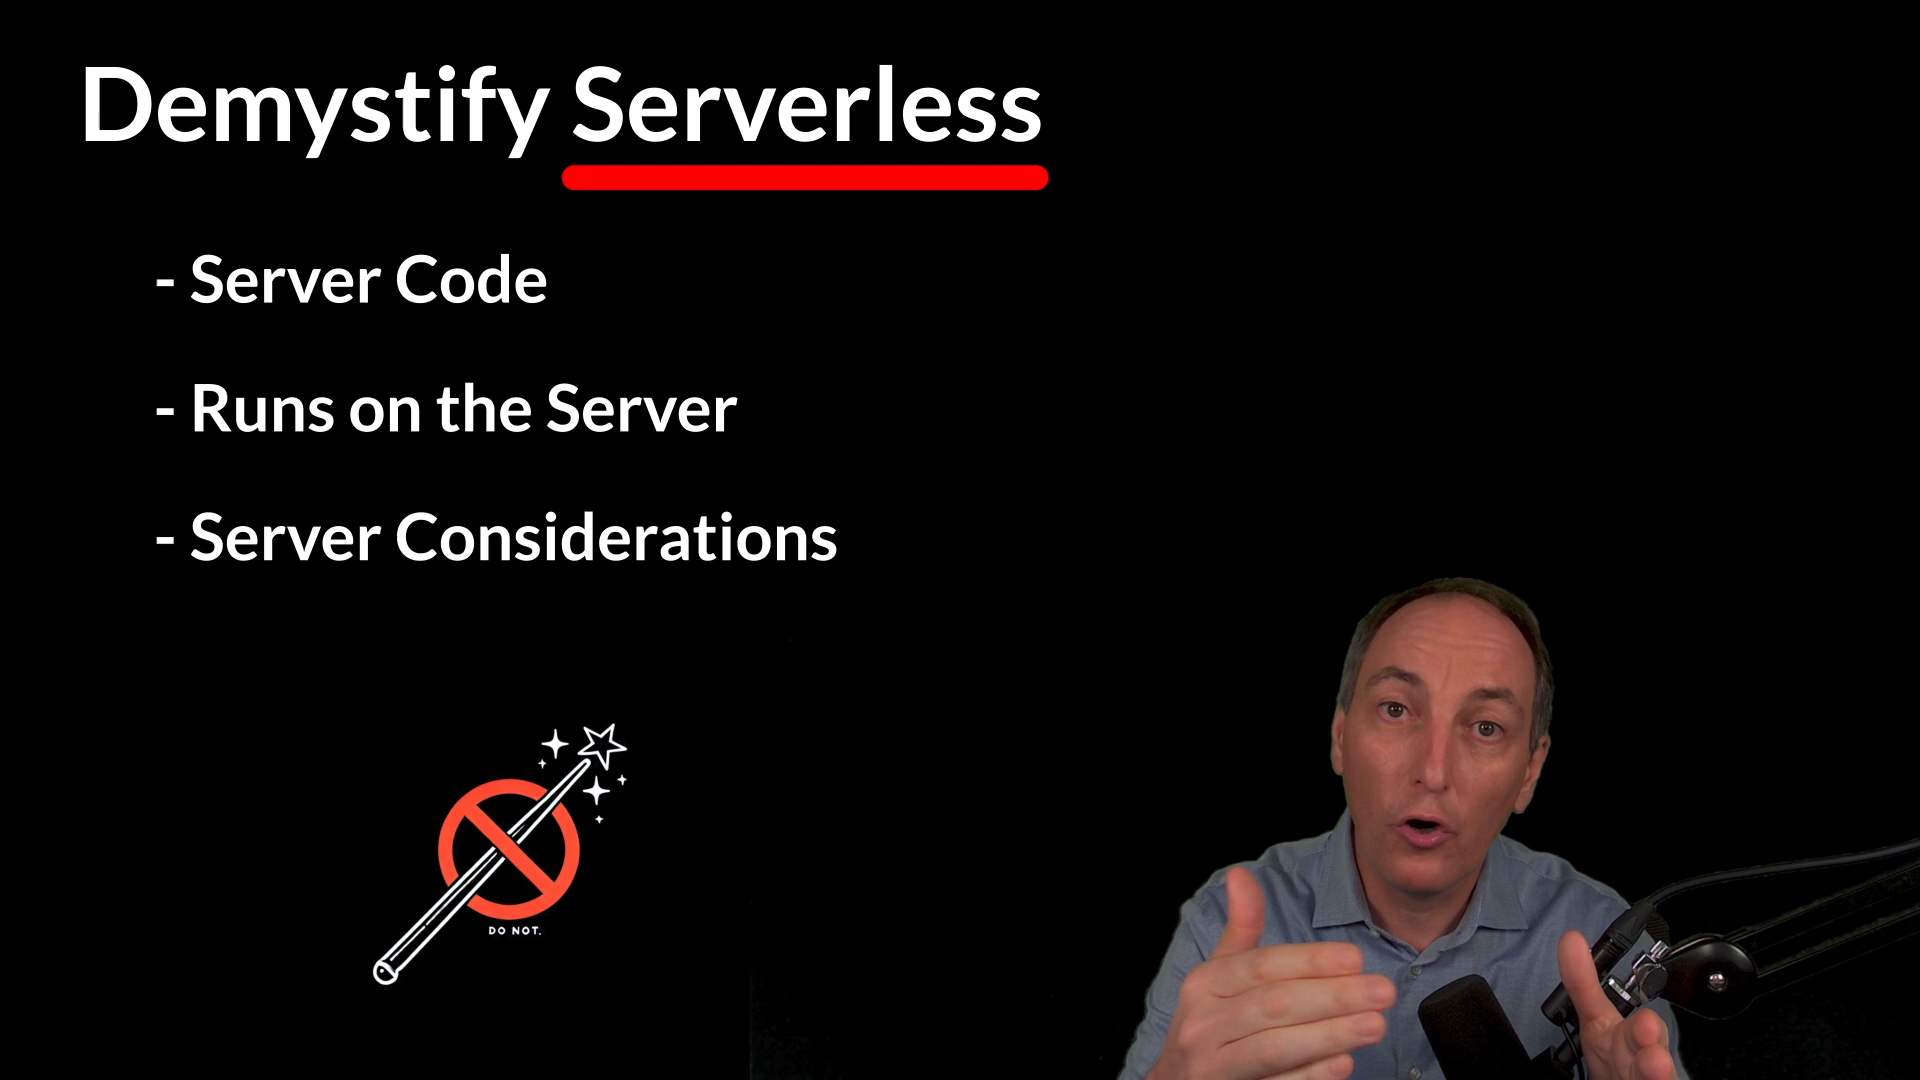 Demystify Serverless
- Server Code
- Runs on the Server
- Server Considerations
DO NOT.